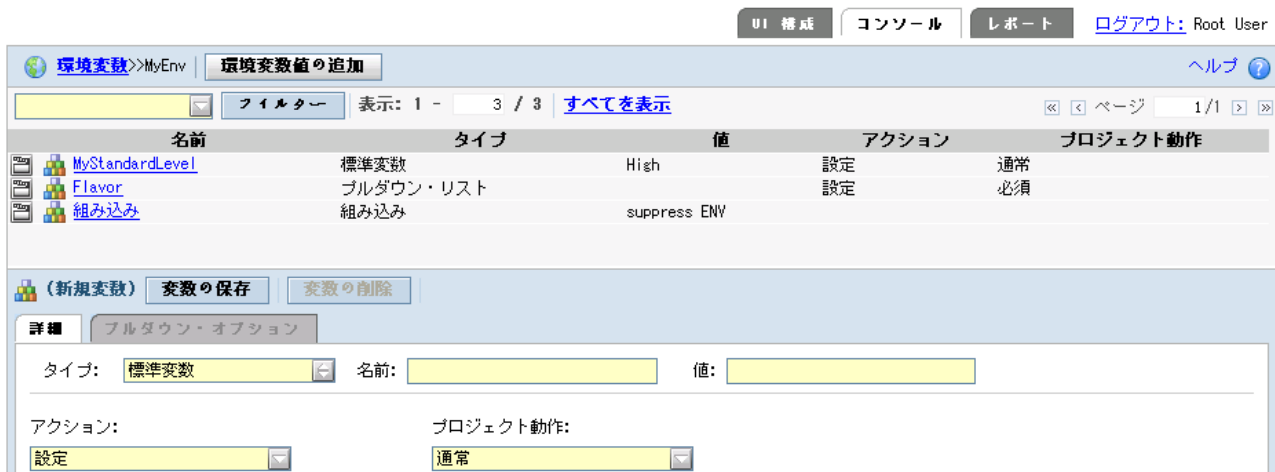 UI 構成 コンソール レポート ログアウト: Root User
環境変数>>MyEnv 環境変数値の追加 ヘルプ ?
フィルター 表示: 1 - 3 / 3 すべてを表示 ページ 1/1
名前 タイプ 値 アクション プロジェクト動作
MyStandardLevel 標準変数 High 設定 通常
Flavor プルダウン・リスト 設定 必須
組み込み 組み込み suppress ENV
(新規変数) 変数の保存 変数の削除
詳細 プルダウン・オプション
タイプ: 標準変数 名前: 値:
アクション: プロジェクト動作:
設定 通常